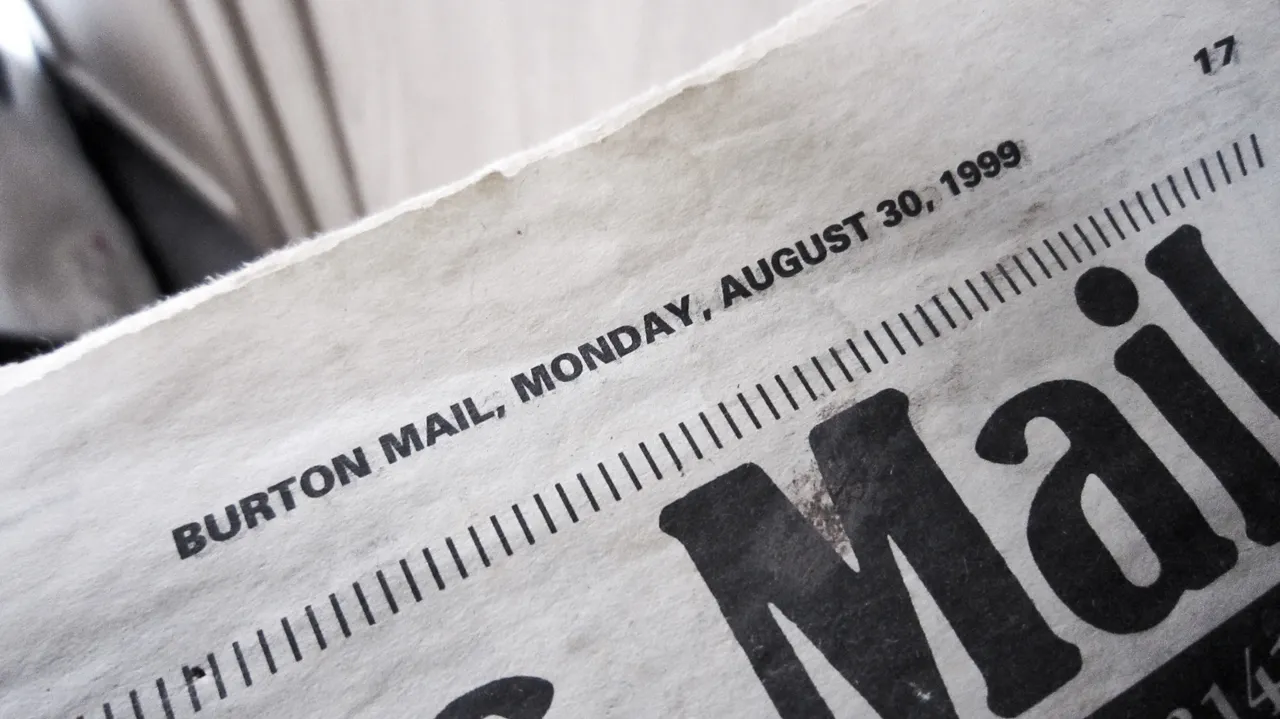 17
BURTON MAIL, MONDAY, AUGUST 30, 1999
Mail